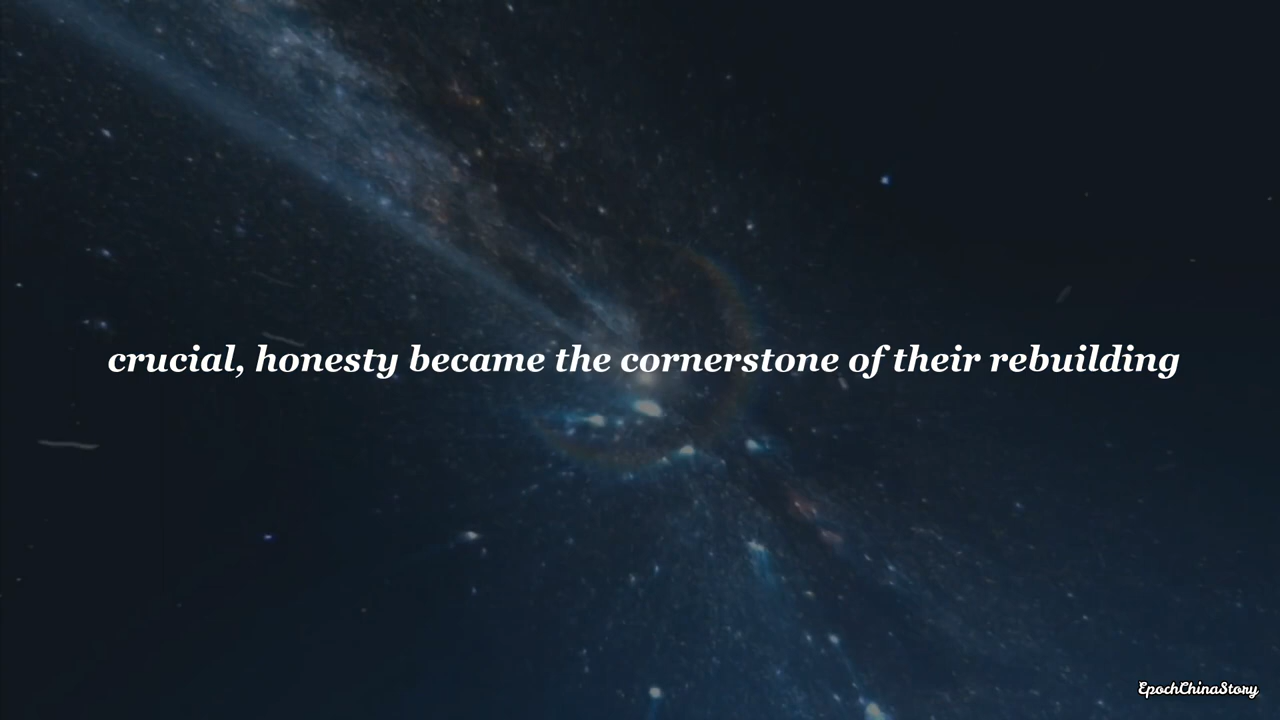 crucial, honesty became the cornerstone of their rebuilding
EpochChinaStory